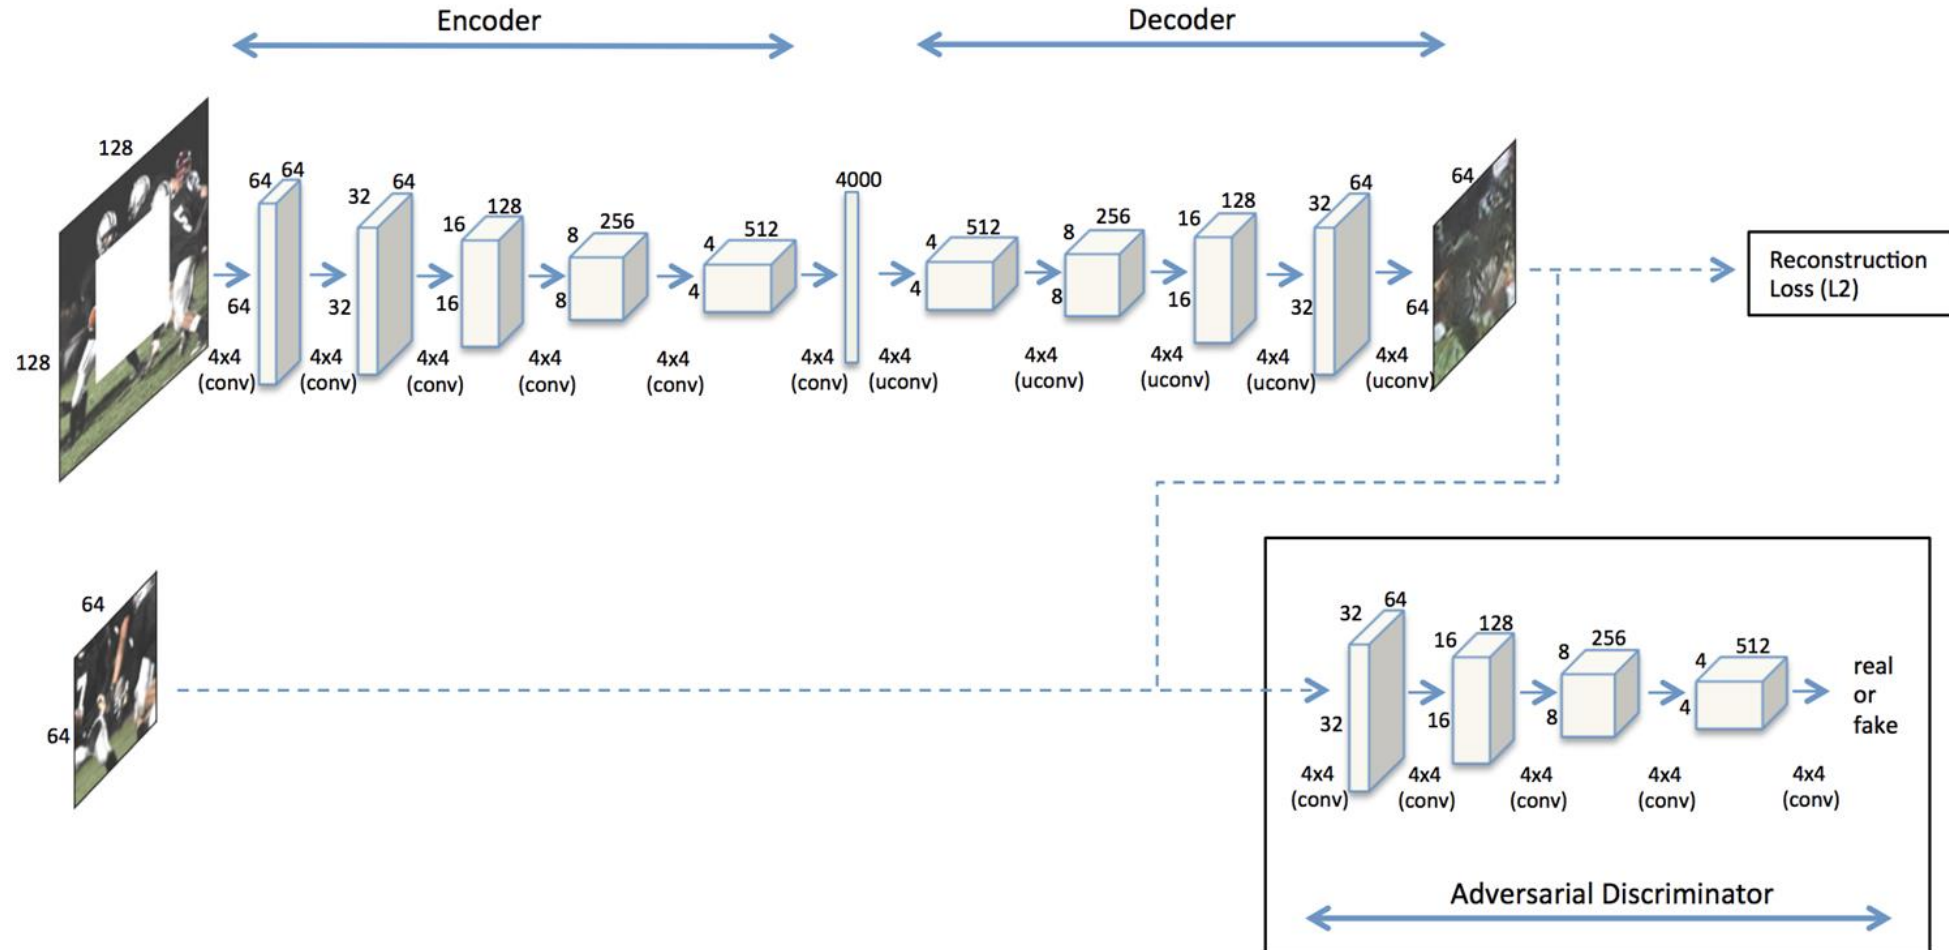 Encoder
Decoder
128
128
64 64
64
32 64
32
16 128
16
8 256
8
4 512
4
4000
4 512
4
8 256
8
16 128
16
32 64
32
64
64
4x4
(conv)
4x4
(conv)
4x4
(conv)
4x4
(conv)
4x4
(conv)
4x4
(conv)
4x4
(uconv)
4x4
(uconv)
4x4
(uconv)
4x4
(uconv)
4x4
(uconv)
Reconstruction
Loss (L2)
64
64
32 64
32
16 128
16
8 256
8
4 512
4
real
or
fake
4x4
(conv)
4x4
(conv)
4x4
(conv)
4x4
(conv)
4x4
(conv)
Adversarial Discriminator